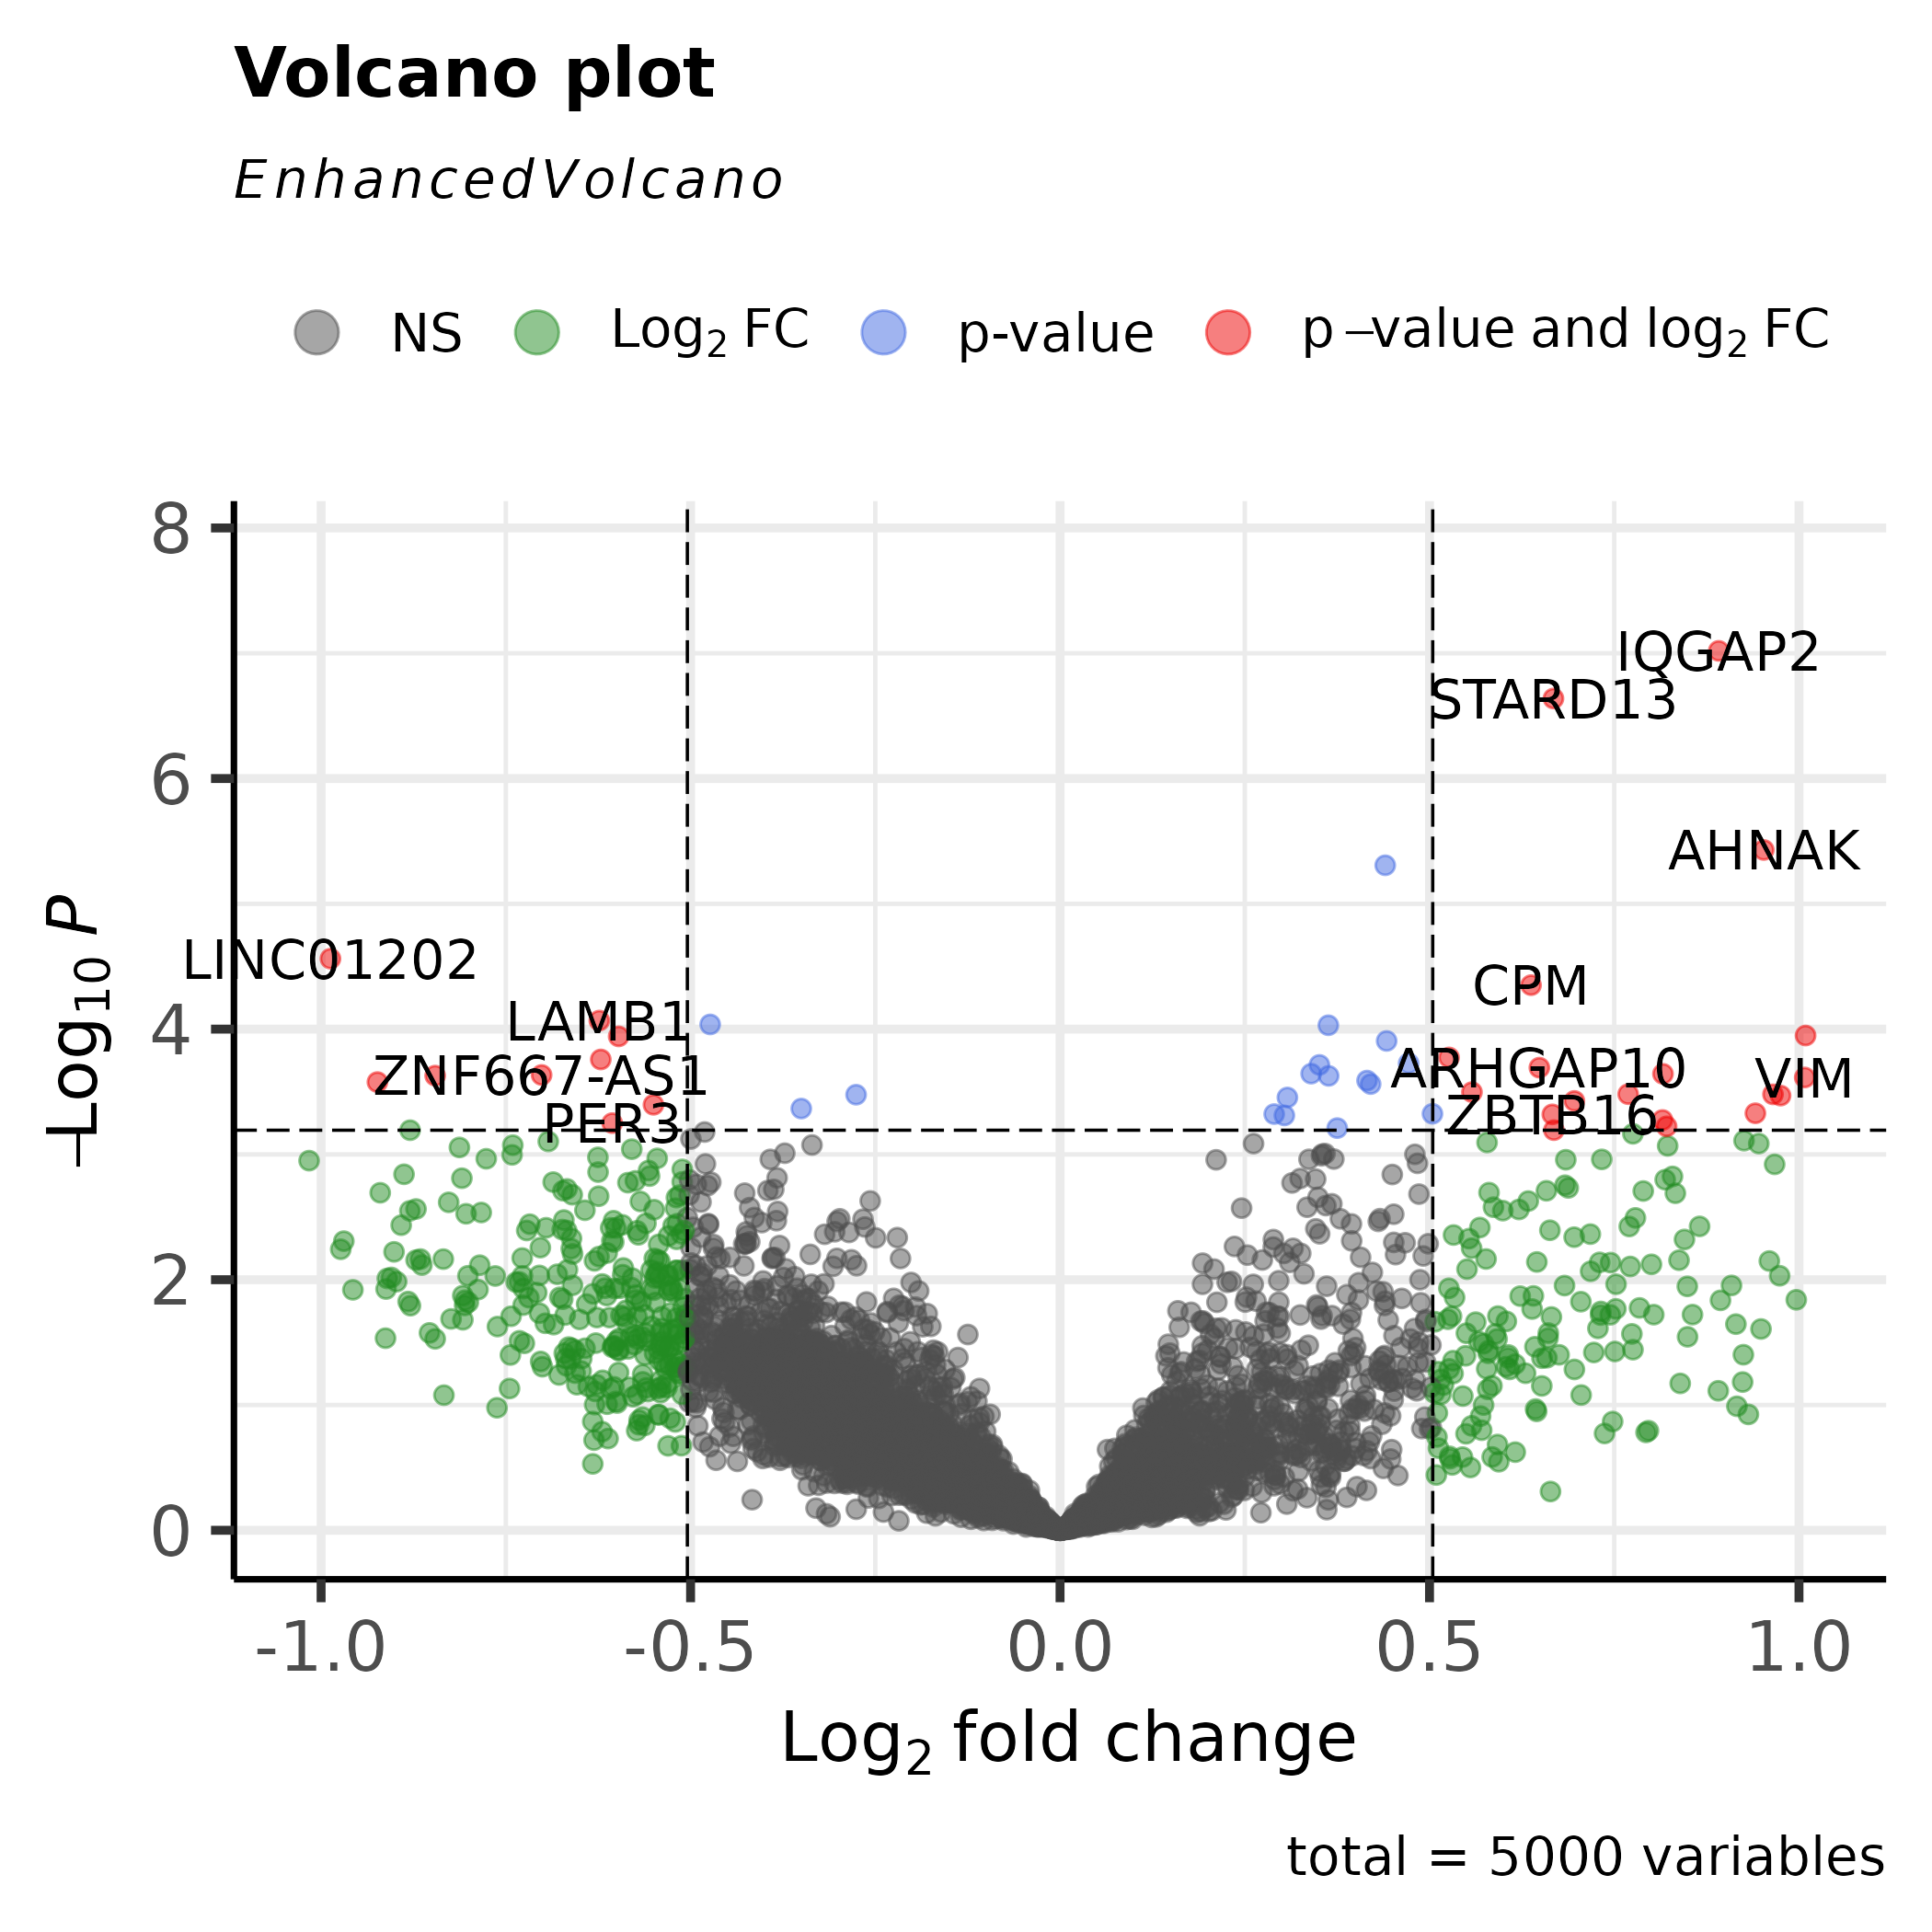 Volcano plot
EnhancedVolcano
NS
Log₂ FC
p-value
p−value and log₂ FC
8
6
4
2
0
−Log₁₀ P
IQGAP2
STARD13
AHNAK
LINC01202
CPM
LAMB1
ARHGAP10
VIM
ZNF667-AS1
ZBTB16
PER3
-1.0
-0.5
0.0
0.5
1.0
Log₂ fold change
total = 5000 variables